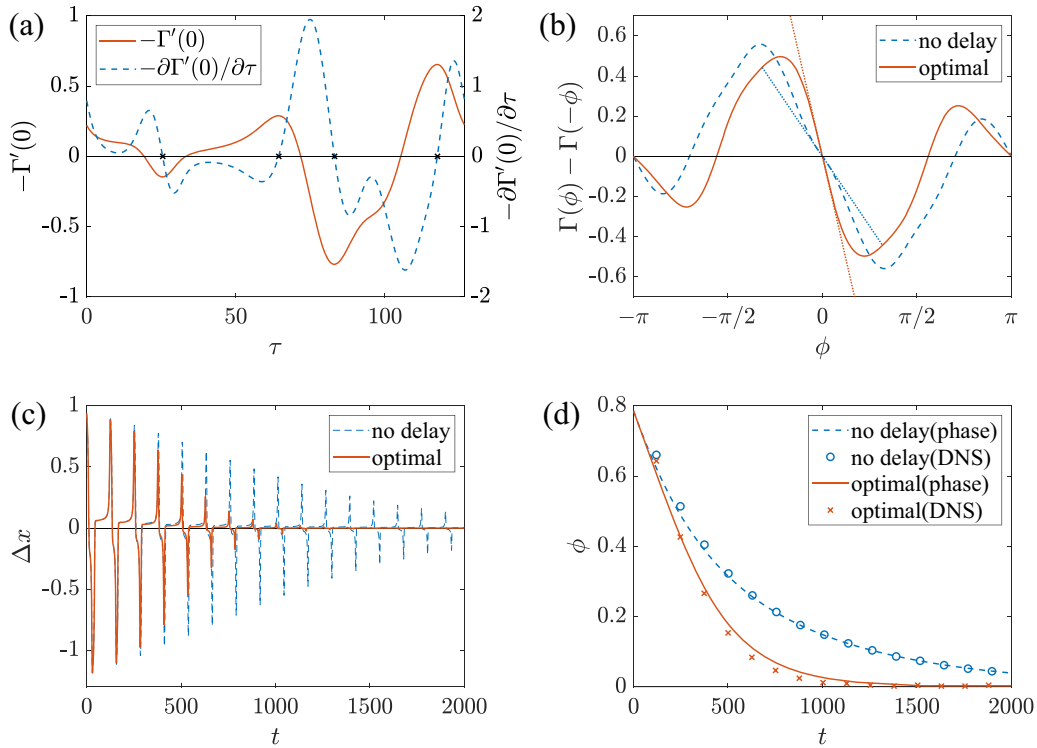 (a)
1
0.5
0
-0.5
-1
2
1
0
-1
-2
−Γ′(0)
−∂Γ′(0)/∂τ
−Γ′(0)
−∂Γ′(0)/∂τ
0
50
100
τ
(b)
0.6
0.4
0.2
0
-0.2
-0.4
-0.6
Γ(ϕ) − Γ(−ϕ)
no delay
optimal
−π
−π/2
0
π/2
π
ϕ
(c)
1
0.5
0
-0.5
-1
Δx
no delay
optimal
0
500
1000
1500
2000
t
(d)
0.8
0.6
0.4
0.2
0
ϕ
no delay(phase)
no delay(DNS)
optimal(phase)
optimal(DNS)
0
500
1000
1500
2000
t